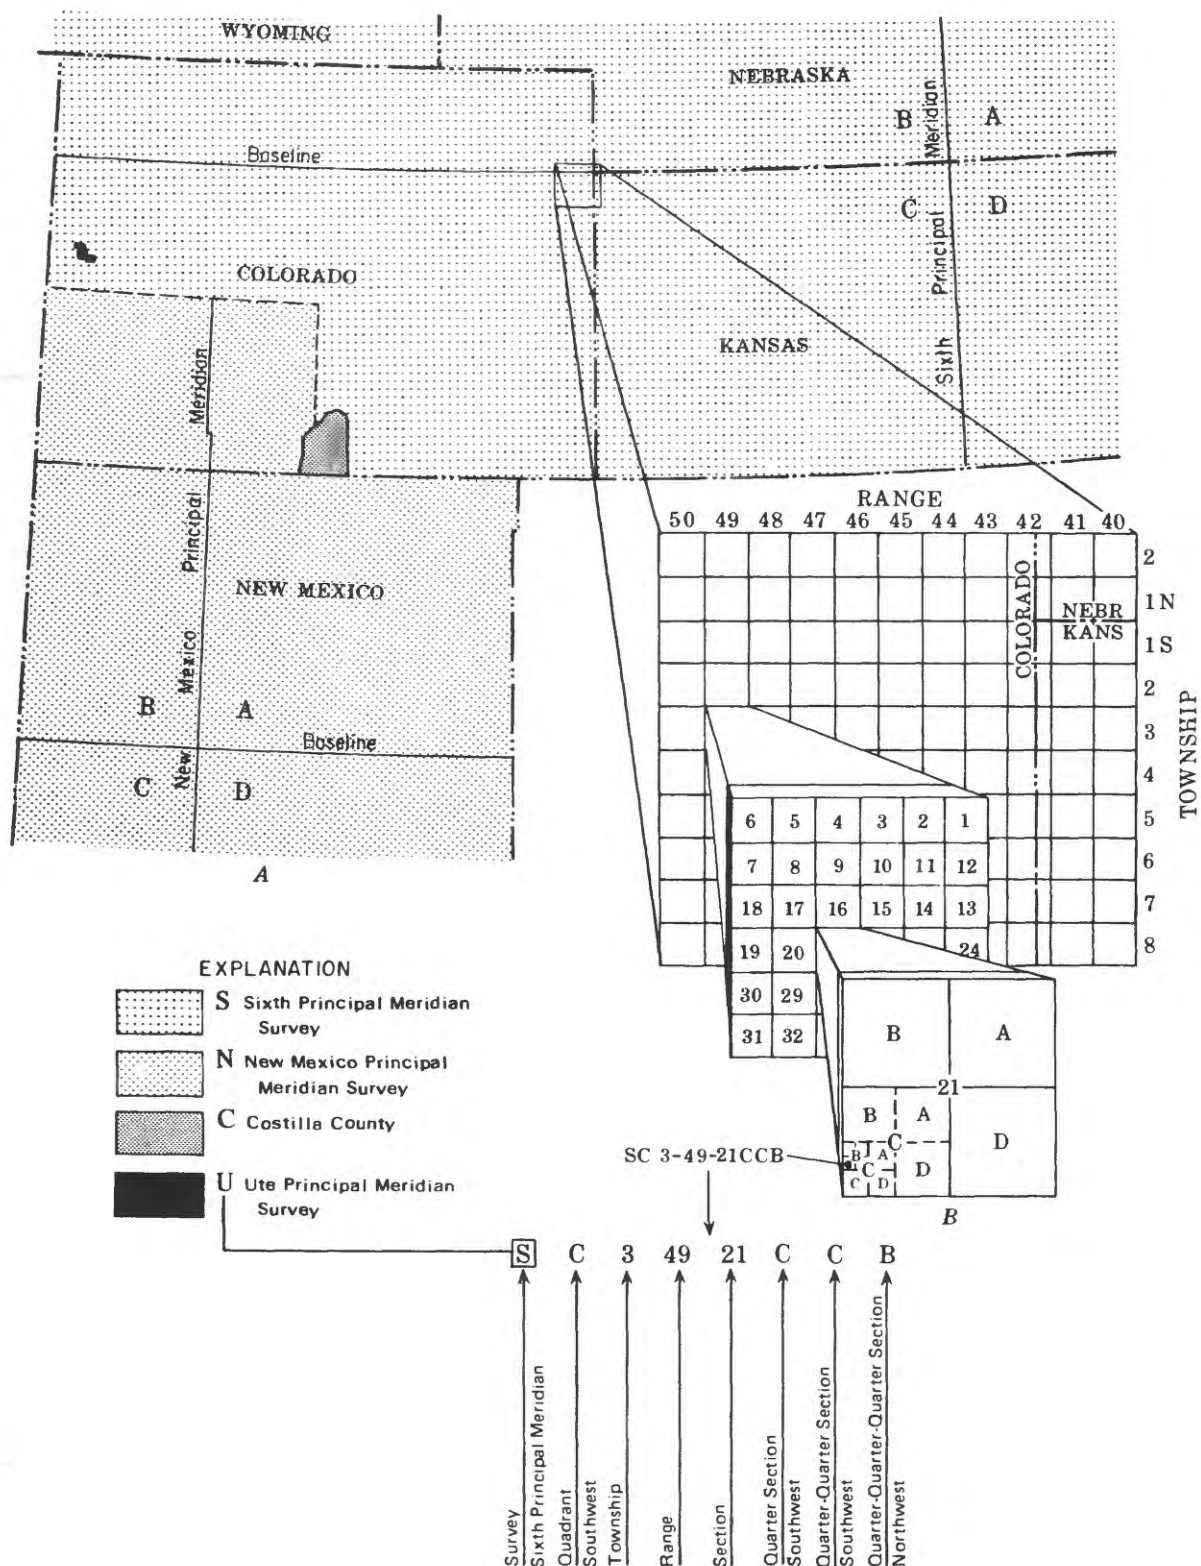 WYOMING
NEBRASKA
Baseline
B
A
Meridian
C
D
Principal
Sixth
COLORADO
KANSAS
Meridian
Principal
NEW MEXICO
Mexico
B
A
Baseline
C
New
D
A
RANGE
50 49 48 47 46 45 44 43 42 41 40
2
1 N
1 S
2
3
4
5
6
7
8
TOWNSHIP
COLORADO
NEBR
KANS
6 5 4 3 2 1
7 8 9 10 11 12
18 17 16 15 14 13
19 20 24
30 29
31 32
B A
21
B A
C
D
B A
C
C D
D
B
SC 3-49-21CCB
EXPLANATION
S Sixth Principal Meridian
Survey
N New Mexico Principal
Meridian Survey
C Costilla County
U Ute Principal Meridian
Survey
S C 3 49 21 C C B
Survey
Sixth Principal Meridian
Quadrant
Southwest
Township
Range
Section
Quarter Section
Southwest
Quarter-Quarter Section
Southwest
Quarter-Quarter-Quarter Section
Northwest